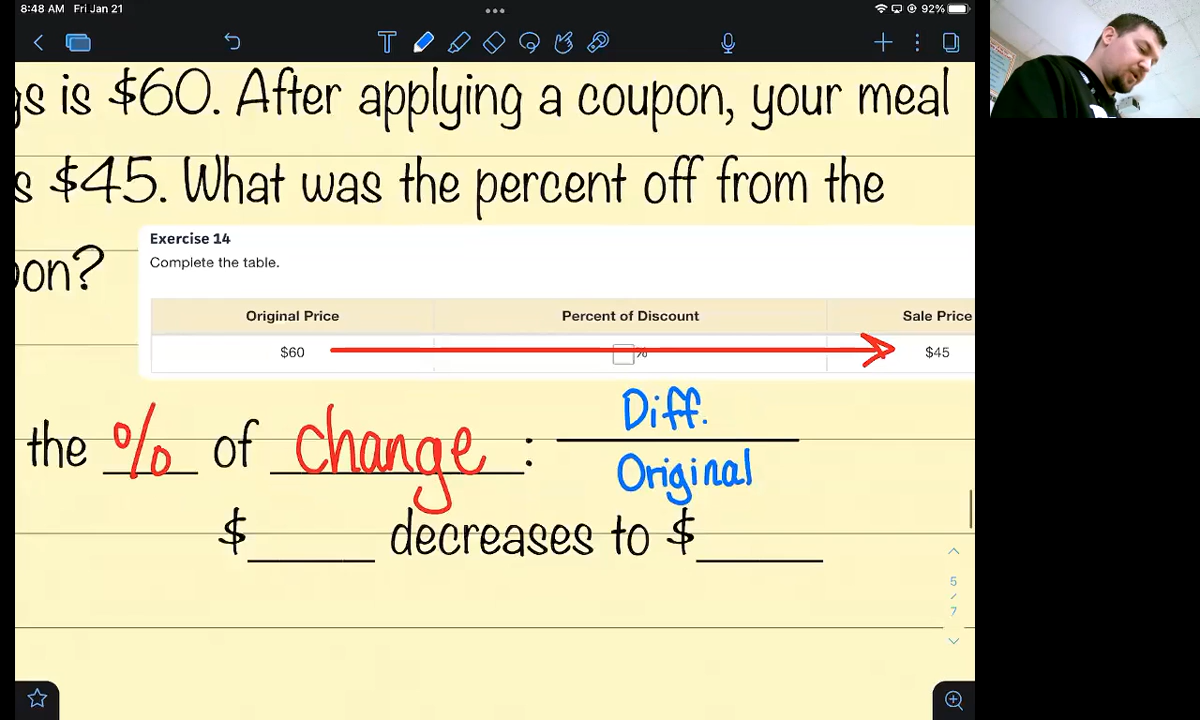 8:48 AM Fri Jan 21
92%
gs is $60. After applying a coupon, your meal
s $45. What was the percent off from the
pon?
Exercise 14
Complete the table.
Original Price Percent of Discount Sale Price
$60 % $45
the % of change: Diff.
Original
$____ decreases to $____
5
/
7